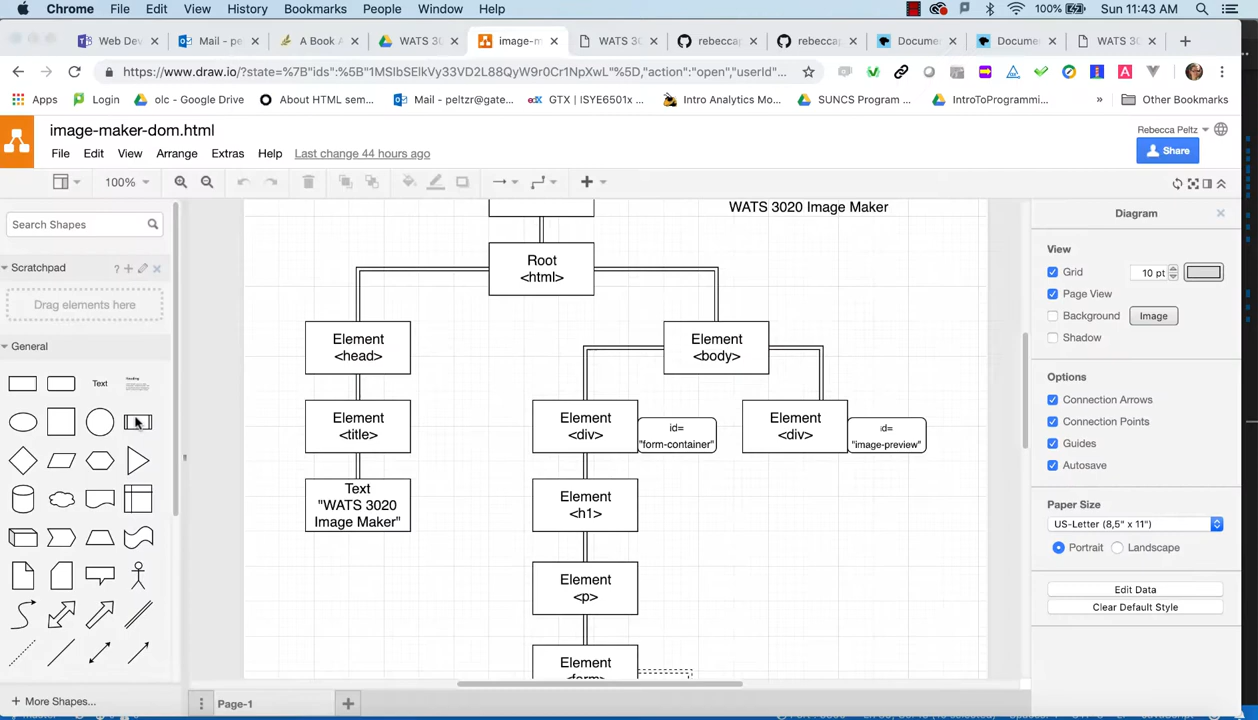 Chrome File Edit View History Bookmarks People Window Help 100% Sun 11:43 AM
Web Dev Mail - pe A Book A WATS 30 image-m WATS 30 rebecca rebecca Docume Docume WATS 30
https://www.draw.io/?state=%7B"ids"%3A%5B"1MSlbSElkVy33VD2L88QyW9r0Cr1NpXwL"%5D,"action":"open","userId"...
Apps Login olc - Google Drive About HTML sem... Mail - peltzr@gate... GTX | ISYE6501x... Intro Analytics Mo... SUNCS Program ... IntroToProgrammi... » Other Bookmarks
image-maker-dom.html
Rebecca Peltz
File Edit View Arrange Extras Help Last change 44 hours ago
Share
100%
Search Shapes
Scratchpad
Drag elements here
General
Text
Heading
More Shapes...
WATS 3020 Image Maker
Root
<html>
Element
<head>
Element
<body>
Element
<title>
Element
<div>
id=
"form-container"
Element
<div>
id=
"image-preview"
Text
"WATS 3020
Image Maker"
Element
<h1>
Element
<p>
Element
<form>
Page-1
Diagram
View
Grid 10 pt
Page View
Background Image
Shadow
Options
Connection Arrows
Connection Points
Guides
Autosave
Paper Size
US-Letter (8,5" x 11")
Portrait Landscape
Edit Data
Clear Default Style